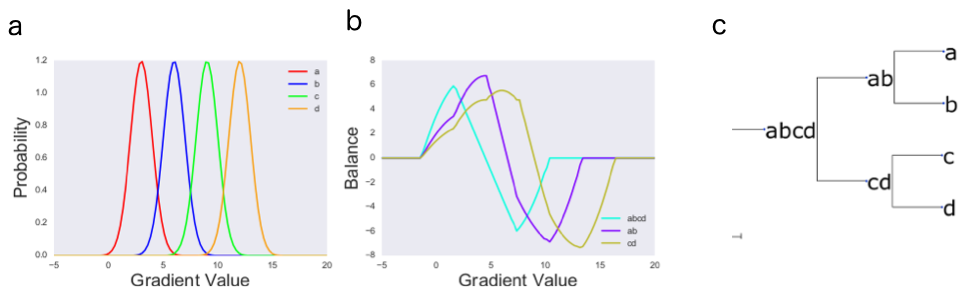 a
b
c
1.2
1.0
0.8
0.6
0.4
0.2
0.0
Probability
a
b
c
d
−5
0
5
10
15
20
Gradient Value
8
6
4
2
0
−2
−4
−6
−8
Balance
abcd
ab
cd
−5
0
5
10
15
20
Gradient Value
a
ab
b
abcd
c
cd
d